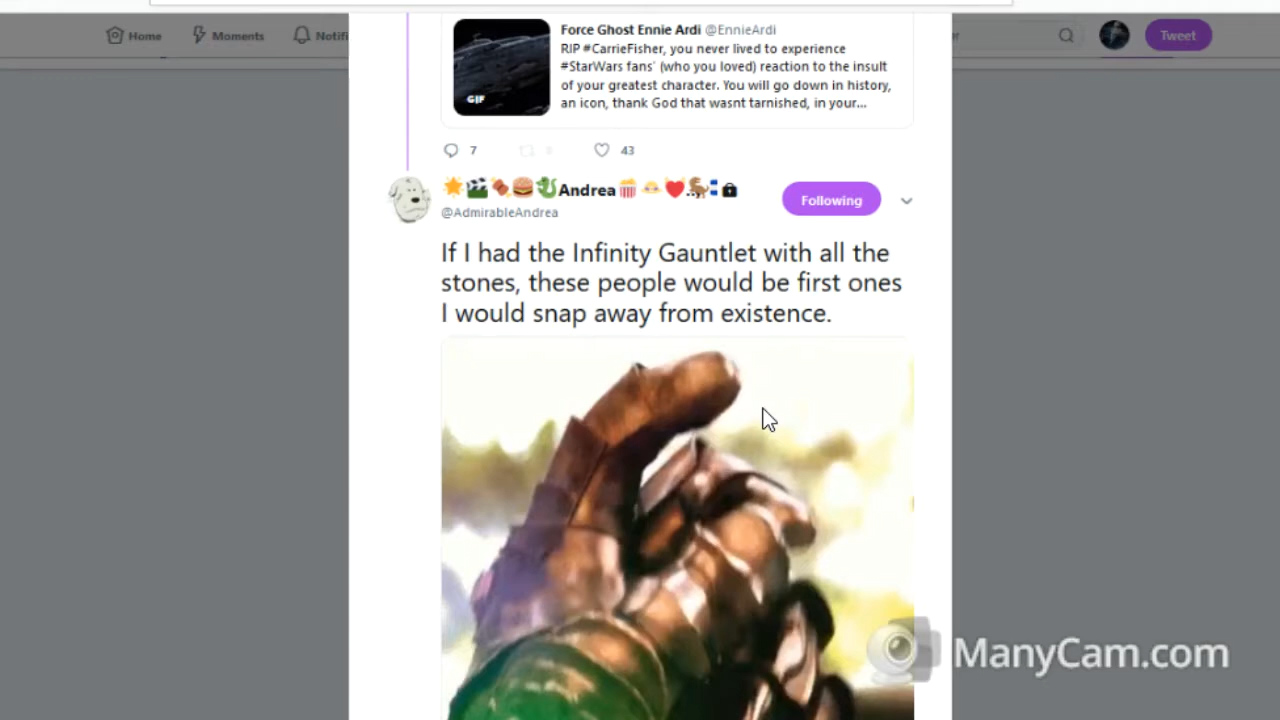 Home
Moments
Notifi
er
Tweet
Force Ghost Ennie Ardi @EnnieArdi
RIP #CarrieFisher, you never lived to experience
#StarWars fans' (who you loved) reaction to the insult
of your greatest character. You will go down in history,
an icon, thank God that wasnt tarnished, in your...
GIF
7
43
Andrea
@AdmirableAndrea
Following
If I had the Infinity Gauntlet with all the
stones, these people would be first ones
I would snap away from existence.
ManyCam.com